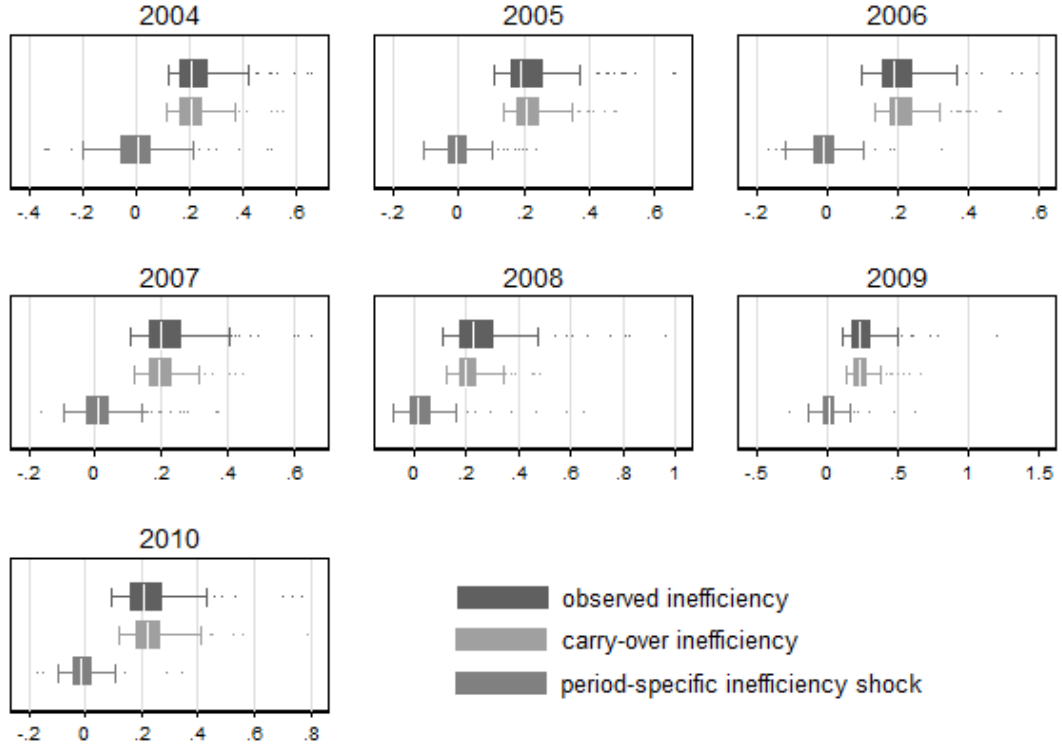 2004 2005 2006
-.4 -.2 0 .2 .4 .6 -.2 0 .2 .4 .6 -.2 0 .2 .4 .6
2007 2008 2009
-.2 0 .2 .4 .6 0 .2 .4 .6 .8 1 -.5 0 .5 1 1.5
2010
observed inefficiency
carry-over inefficiency
period-specific inefficiency shock
-.2 0 .2 .4 .6 .8